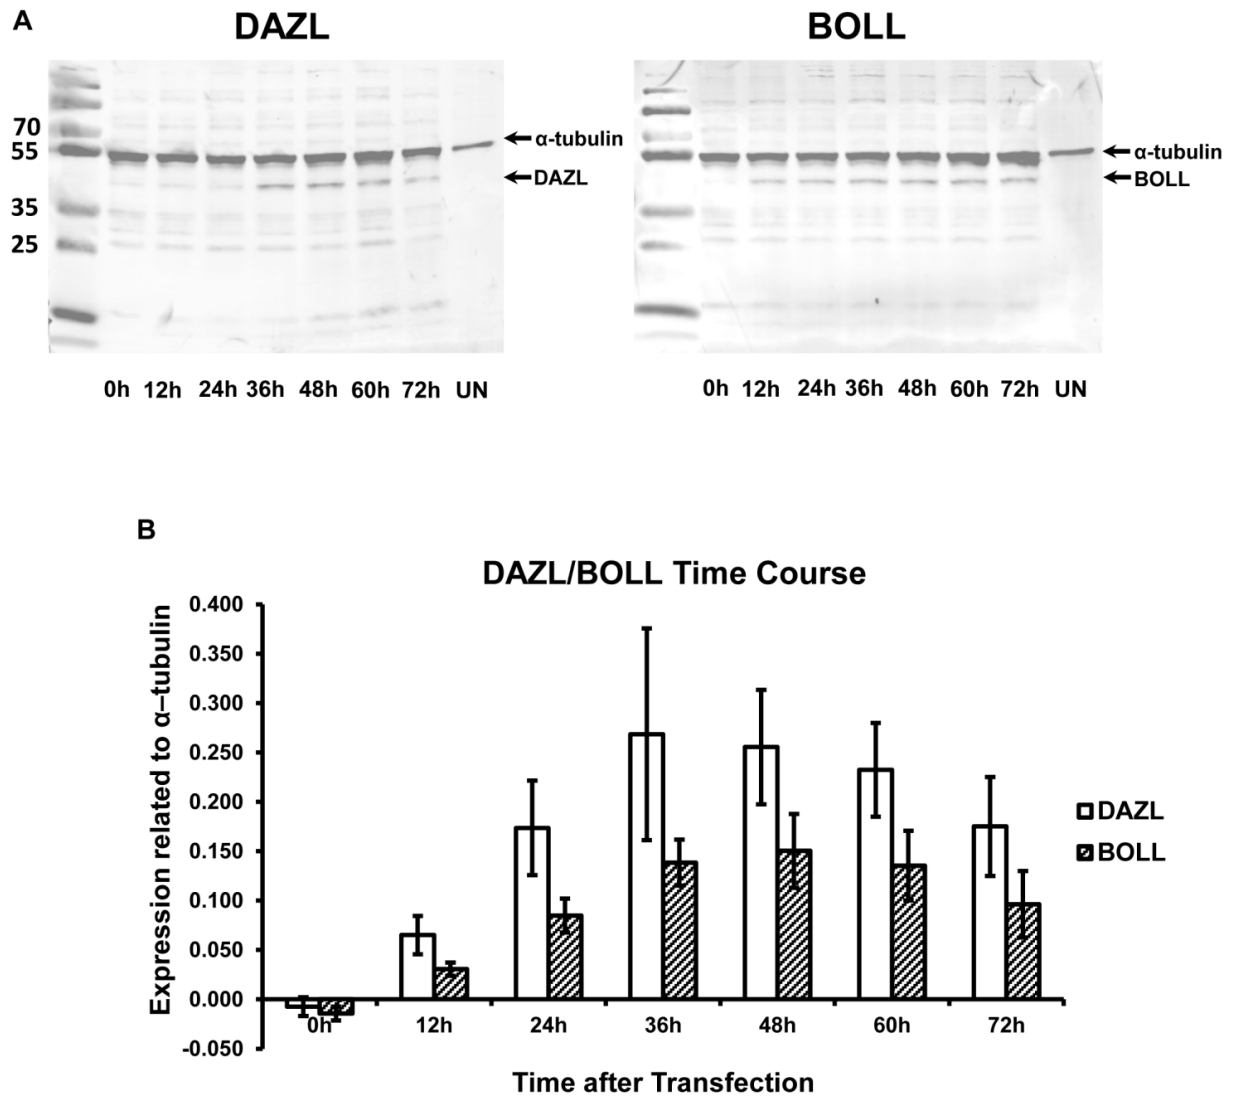 A
DAZL
BOLL
70
55
35
25
α-tubulin
DAZL
α-tubulin
BOLL
0h 12h 24h 36h 48h 60h 72h UN
0h 12h 24h 36h 48h 60h 72h UN
B
DAZL/BOLL Time Course
Expression related to α–tubulin
0.400
0.350
0.300
0.250
0.200
0.150
0.100
0.050
0.000
-0.050
0h 12h 24h 36h 48h 60h 72h
DAZL
BOLL
Time after Transfection